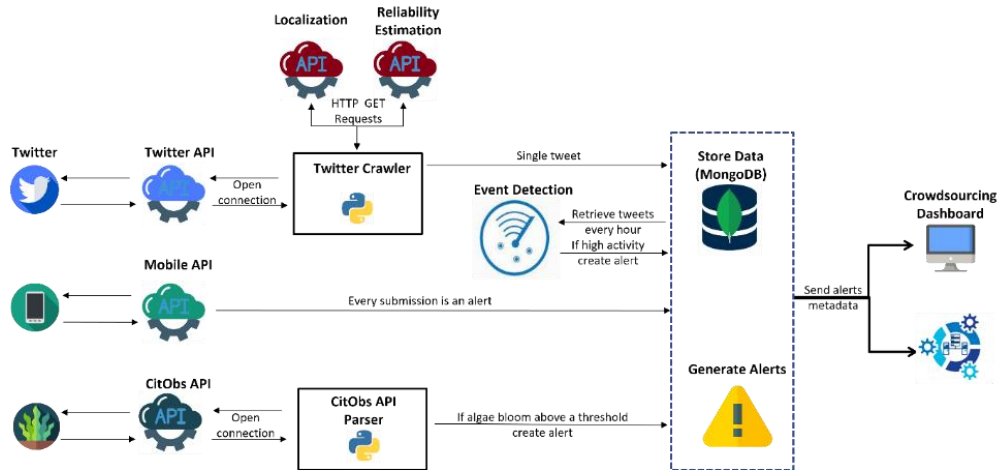 Localization
Reliability
Estimation
API
API
HTTP GET
Requests
Twitter
Twitter API
API
Open
connection
Twitter Crawler
Single tweet
Store Data
(MongoDB)
Event Detection
Retrieve tweets
every hour
If high activity
create alert
Crowdsourcing
Dashboard
Mobile API
API
Every submission is an alert
Send alerts
metadata
CitObs API
API
Open
connection
CitObs API
Parser
If algae bloom above a threshold
create alert
Generate Alerts